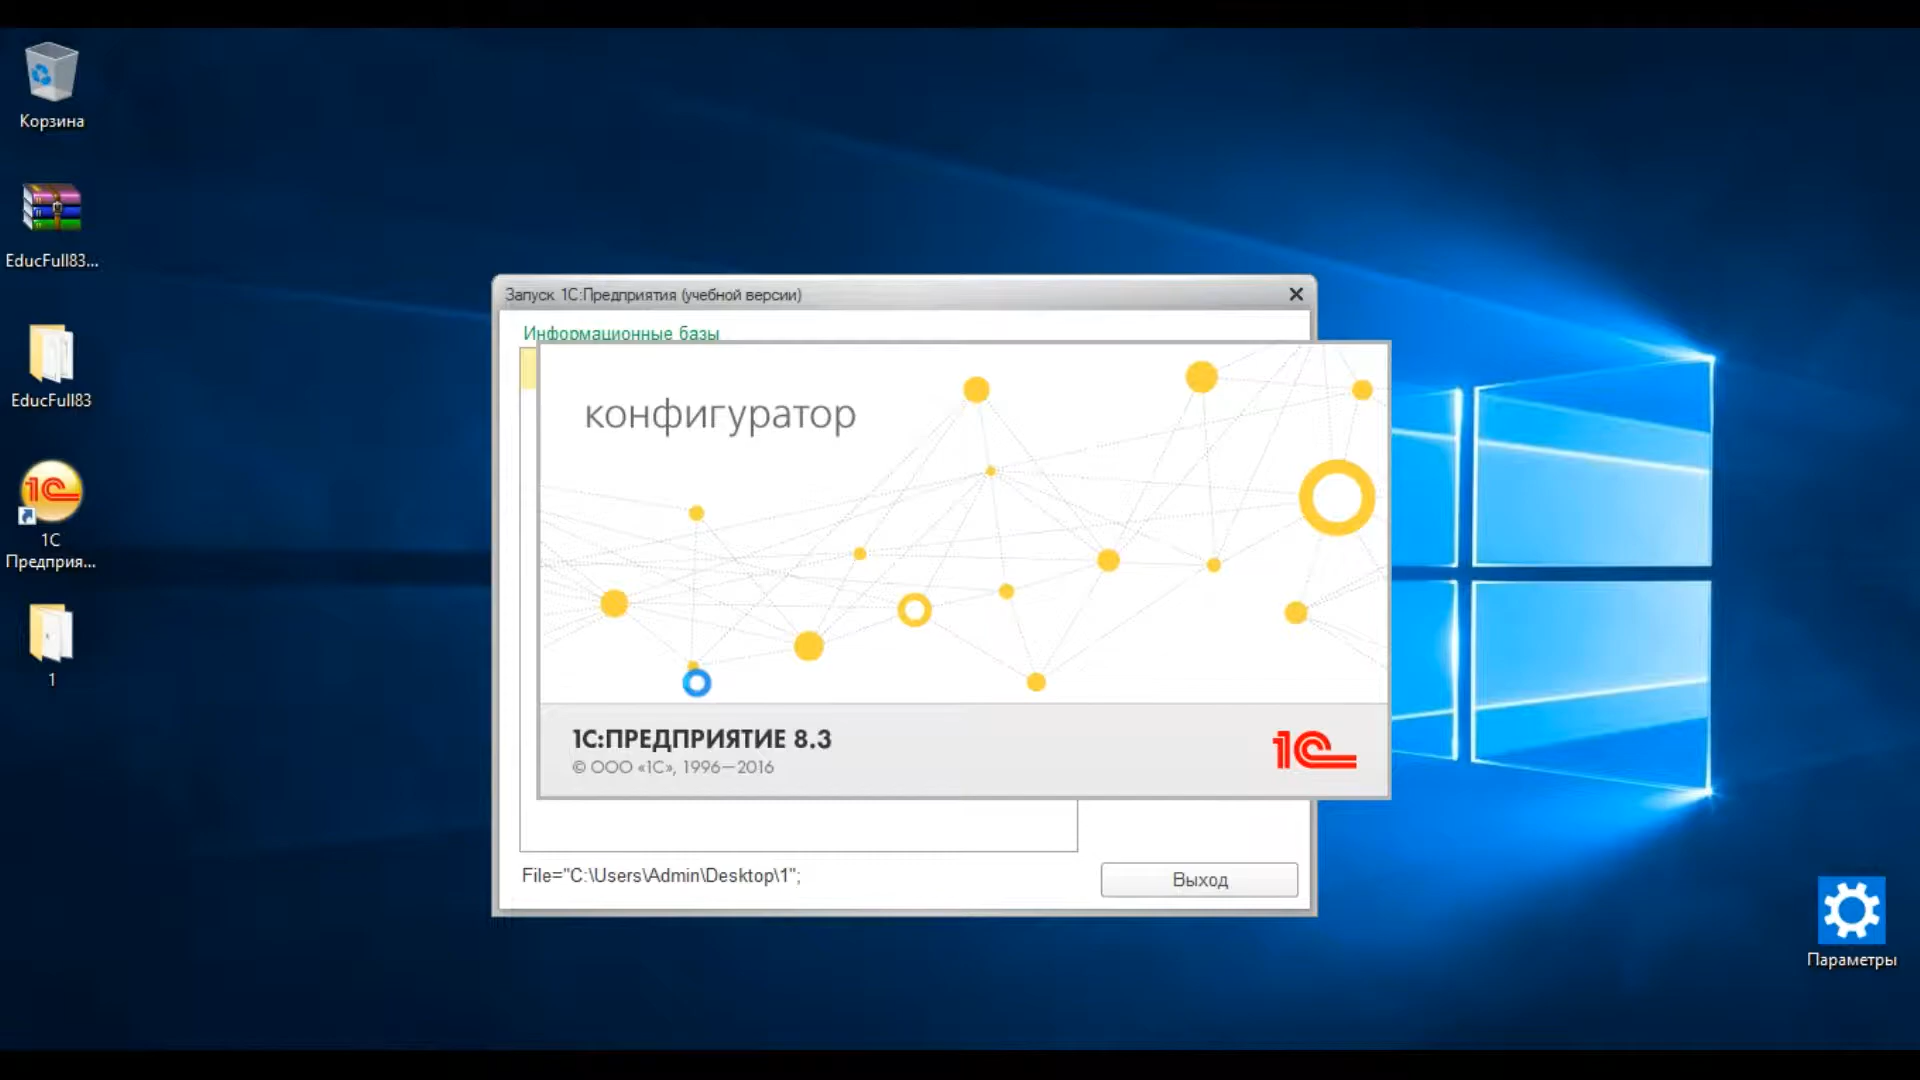 Корзина
EducFull83...
EducFull83
1С
Предприя...
1
Запуск 1С:Предприятия (учебной версии)
Информационные базы
конфигуратор
1С:ПРЕДПРИЯТИЕ 8.3
© ООО «1С», 1996—2016
1С
File="C:\Users\Admin\Desktop\1";
Выход
Параметры